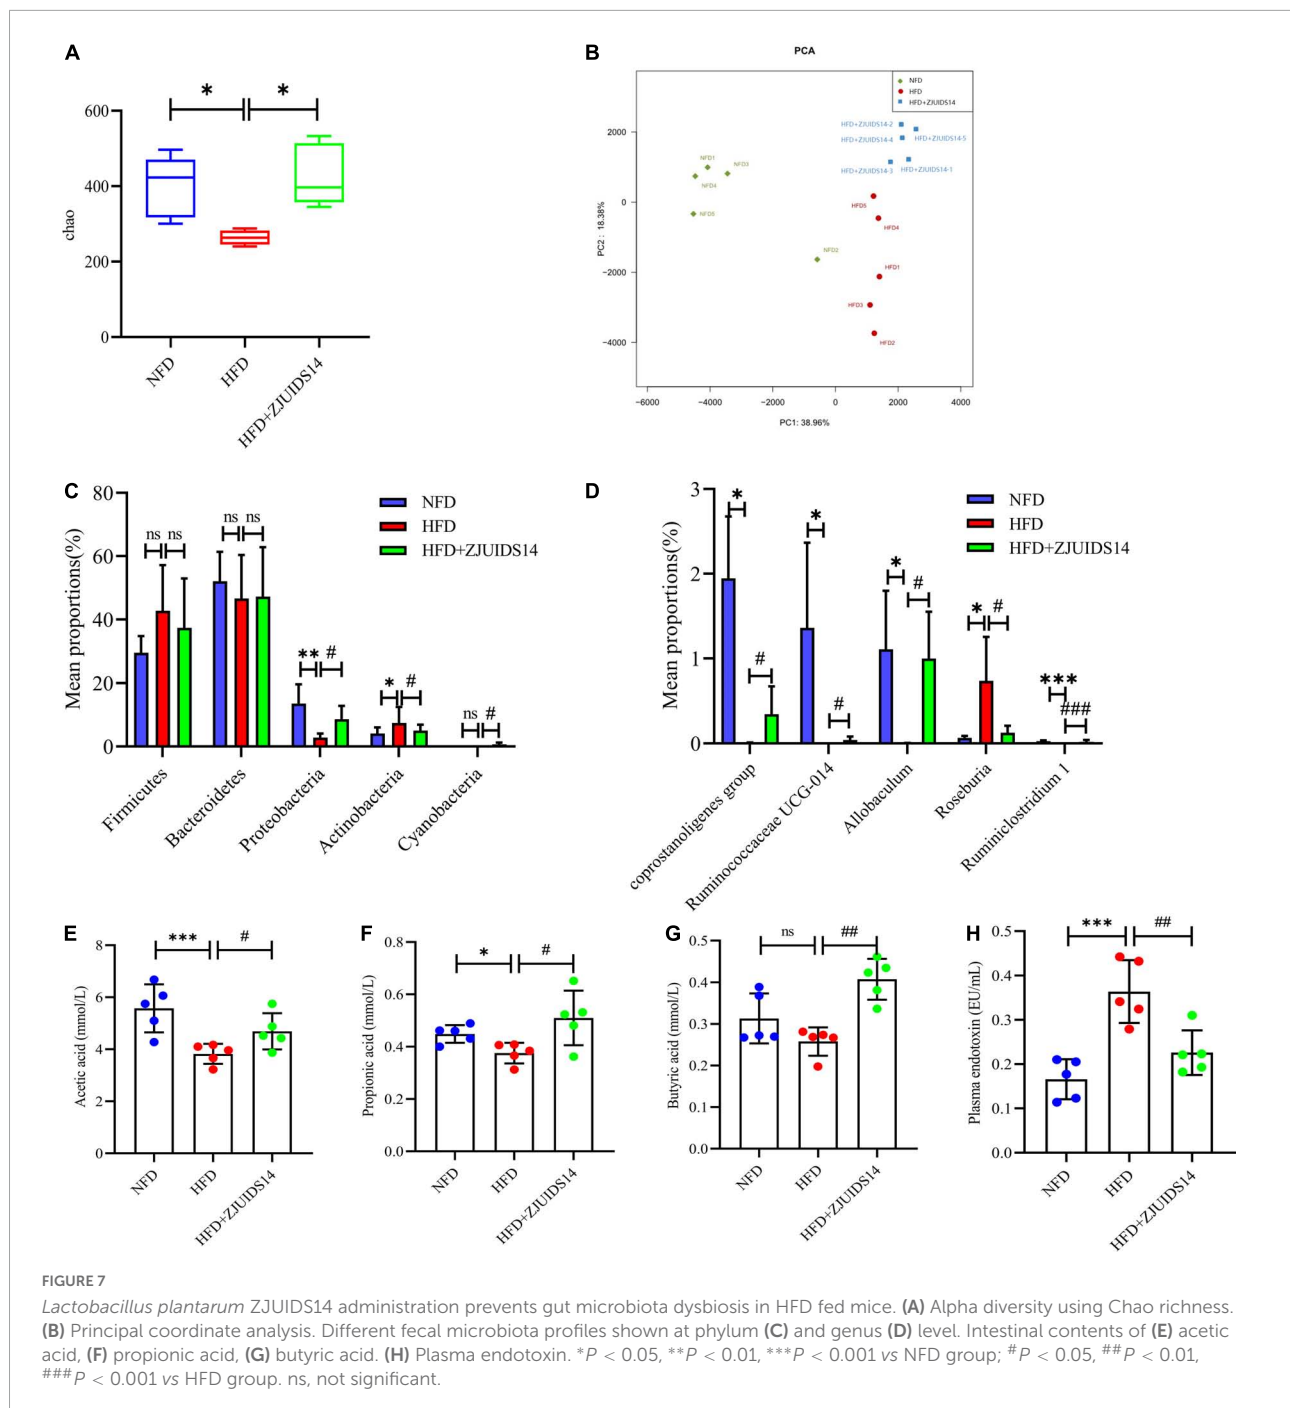 A
*
*
600
400
200
0
chao
NFD
HFD
HFD+ZJUIDS14
B
PCA
NFD
HFD
HFD+ZJUIDS14
2000
0
−2000
−4000
PC2 : 18.38%
HFD+ZJUIDS14-2
HFD+ZJUIDS14-4
HFD+ZJUIDS14-5
HFD+ZJUIDS14-3
HFD+ZJUIDS14-1
NFD1
NFD3
NFD4
NFD5
NFD2
HFD5
HFD4
HFD1
HFD3
HFD2
−6000
−4000
−2000
0
2000
4000
PC1: 38.96%
C
80
60
40
20
0
Mean proportions(%)
NFD
HFD
HFD+ZJUIDS14
ns
ns
ns
ns
**
#
*
#
ns
#
Firmicutes
Bacteroidetes
Proteobacteria
Actinobacteria
Cyanobacteria
D
3
2
1
0
Mean proportions(%)
NFD
HFD
HFD+ZJUIDS14
*
#
*
#
*
#
*
#
***
###
coprostanoligenes group
Ruminococcaceae UCG-014
Allobaculum
Roseburia
Ruminiclostridium 1
E
***
#
8
6
4
2
0
Acetic acid (mmol/L)
NFD
HFD
HFD+ZJUIDS14
F
*
#
0.8
0.6
0.4
0.2
0.0
Propionic acid (mmol/L)
NFD
HFD
HFD+ZJUIDS14
G
ns
##
0.5
0.4
0.3
0.2
0.1
0.0
Butyric acid (mmol/L)
NFD
HFD
HFD+ZJUIDS14
H
***
##
0.5
0.4
0.3
0.2
0.1
0.0
Plasma endotoxin (EU/mL)
NFD
HFD
HFD+ZJUIDS14
FIGURE 7
Lactobacillus plantarum ZJUIDS14 administration prevents gut microbiota dysbiosis in HFD fed mice. (A) Alpha diversity using Chao richness.
(B) Principal coordinate analysis. Different fecal microbiota profiles shown at phylum (C) and genus (D) level. Intestinal contents of (E) acetic
acid, (F) propionic acid, (G) butyric acid. (H) Plasma endotoxin. *P < 0.05, **P < 0.01, ***P < 0.001 vs NFD group; #P < 0.05, ##P < 0.01,
###P < 0.001 vs HFD group. ns, not significant.